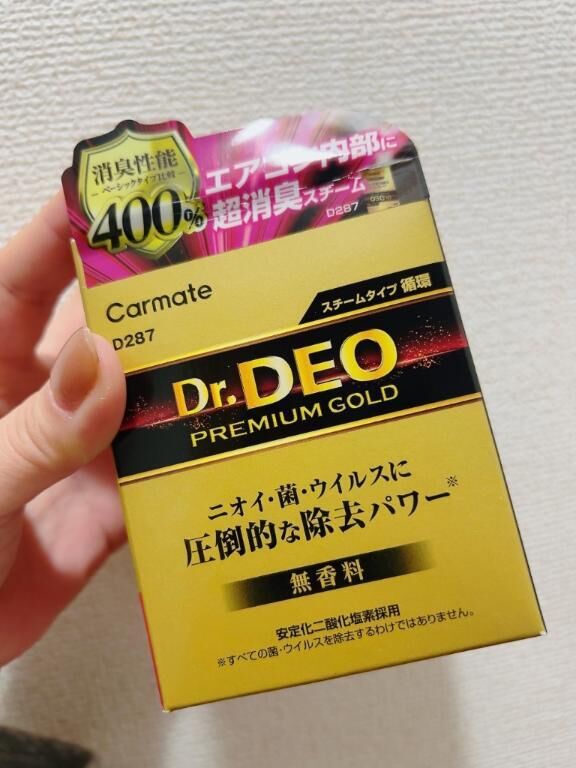 消臭性能
ベーシックタイプ比較
400%
エアコン内部に
超消臭スチーム
D287
Carmate
D287
スチームタイプ 循環
Dr.DEO
PREMIUM GOLD
ニオイ・菌・ウイルスに
圧倒的な除去パワー※
無香料
安定化二酸化塩素採用
※すべての菌・ウイルスを除去するわけではありません。